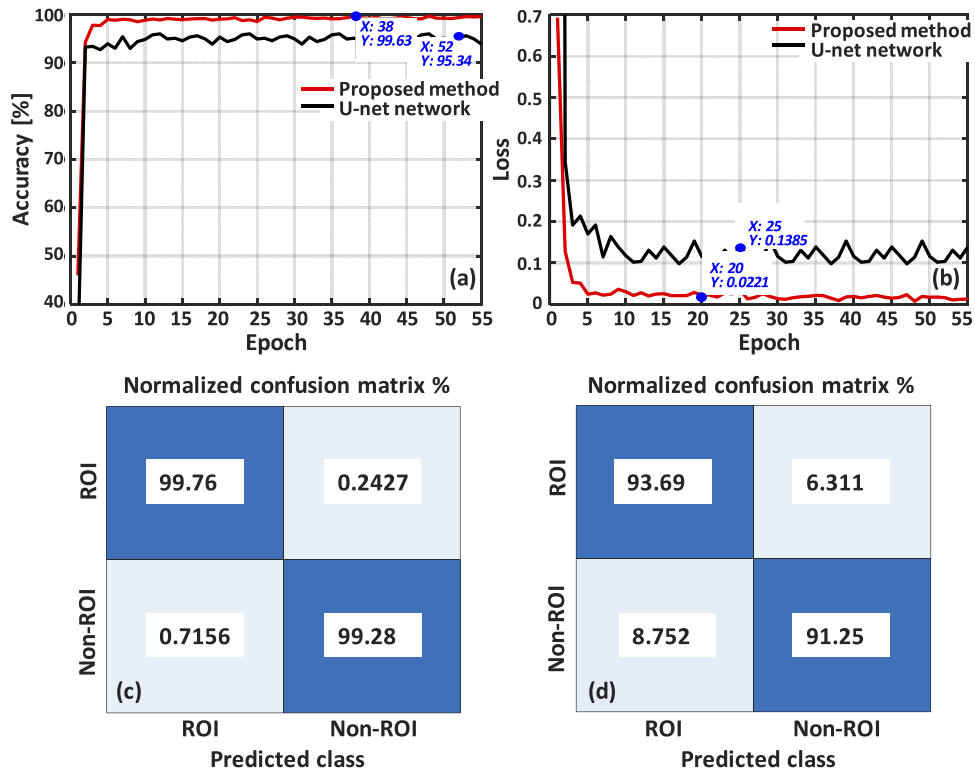 100
90
80
70
60
50
40
Accuracy [%]
X: 38
Y: 99.63
X: 52
Y: 95.34
Proposed method
U-net network
(a)
0 5 10 15 20 25 30 35 40 45 50 55
Epoch
0.7
0.6
0.5
0.4
0.3
0.2
0.1
0
Loss
Proposed method
U-net network
X: 25
Y: 0.1385
X: 20
Y: 0.0221
(b)
0 5 10 15 20 25 30 35 40 45 50 55
Epoch
Normalized confusion matrix %
ROI
99.76
0.2427
Non-ROI
0.7156
99.28
(c)
ROI
Non-ROI
Predicted class
Normalized confusion matrix %
ROI
93.69
6.311
Non-ROI
8.752
91.25
(d)
ROI
Non-ROI
Predicted class